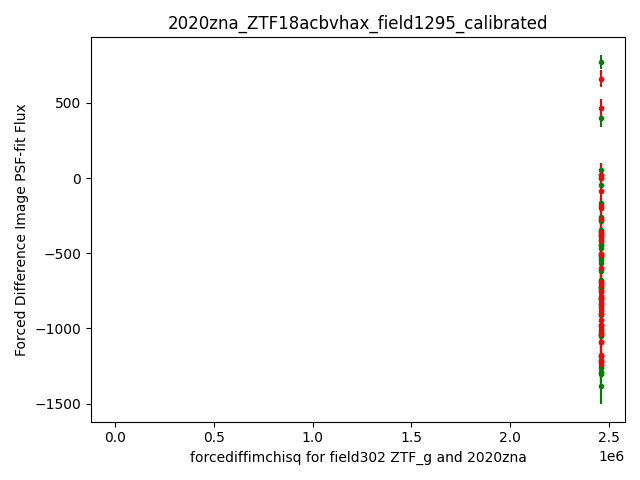 2020zna_ZTF18acbvhax_field1295_calibrated
Forced Difference Image PSF-fit Flux
500
0
−500
−1000
−1500
0.0 0.5 1.0 1.5 2.0 2.5
1e6
forcediffimchisq for field302 ZTF_g and 2020zna